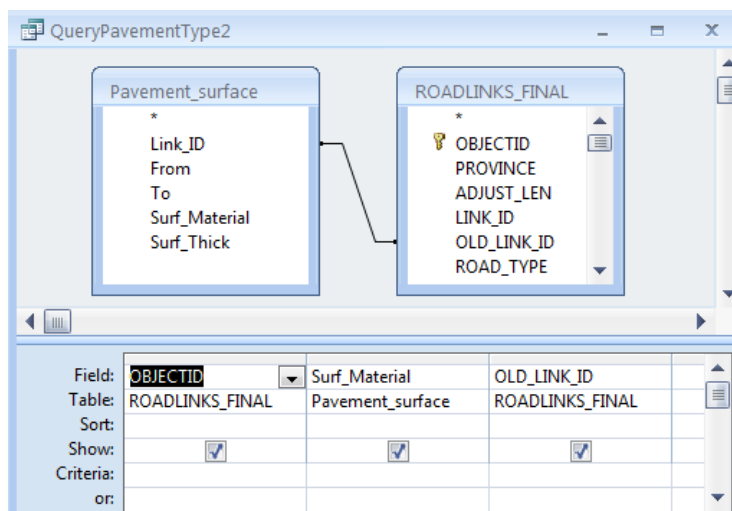 QueryPavementType2
Pavement_surface
*
Link_ID
From
To
Surf_Material
Surf_Thick
ROADLINKS_FINAL
*
OBJECTID
PROVINCE
ADJUST_LEN
LINK_ID
OLD_LINK_ID
ROAD_TYPE
Field: OBJECTID Surf_Material OLD_LINK_ID
Table: ROADLINKS_FINAL Pavement_surface ROADLINKS_FINAL
Sort:
Show:
Criteria:
or: